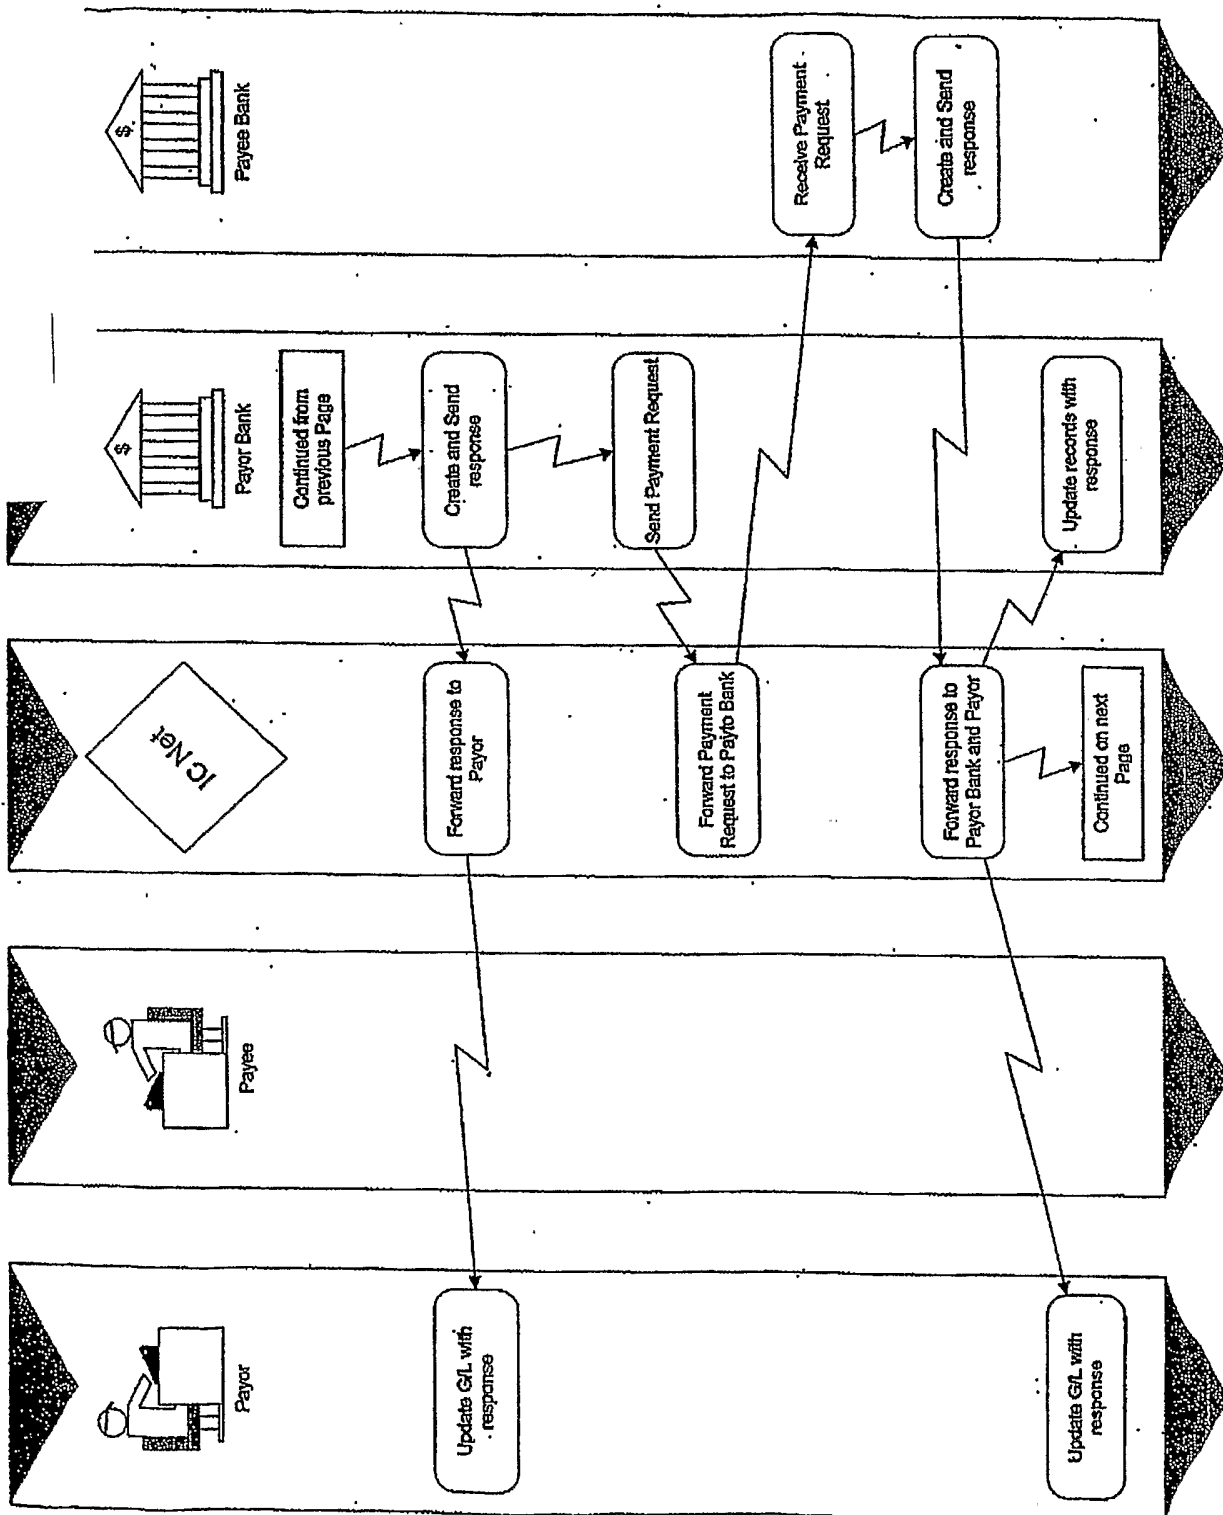 $
Payee Bank
Receive Payment
Request
Create and Send
response
$
Payor Bank
Continued from
previous Page
Create and Send
response
Send Payment Request
Update records with
response
IC Net
Forward response to
Payor
Forward Payment
Request to Payto Bank
Forward response to
Payor Bank and Payor
Continued on next
Page
Payee
Payor
Update G/L with
response
Update G/L with
response